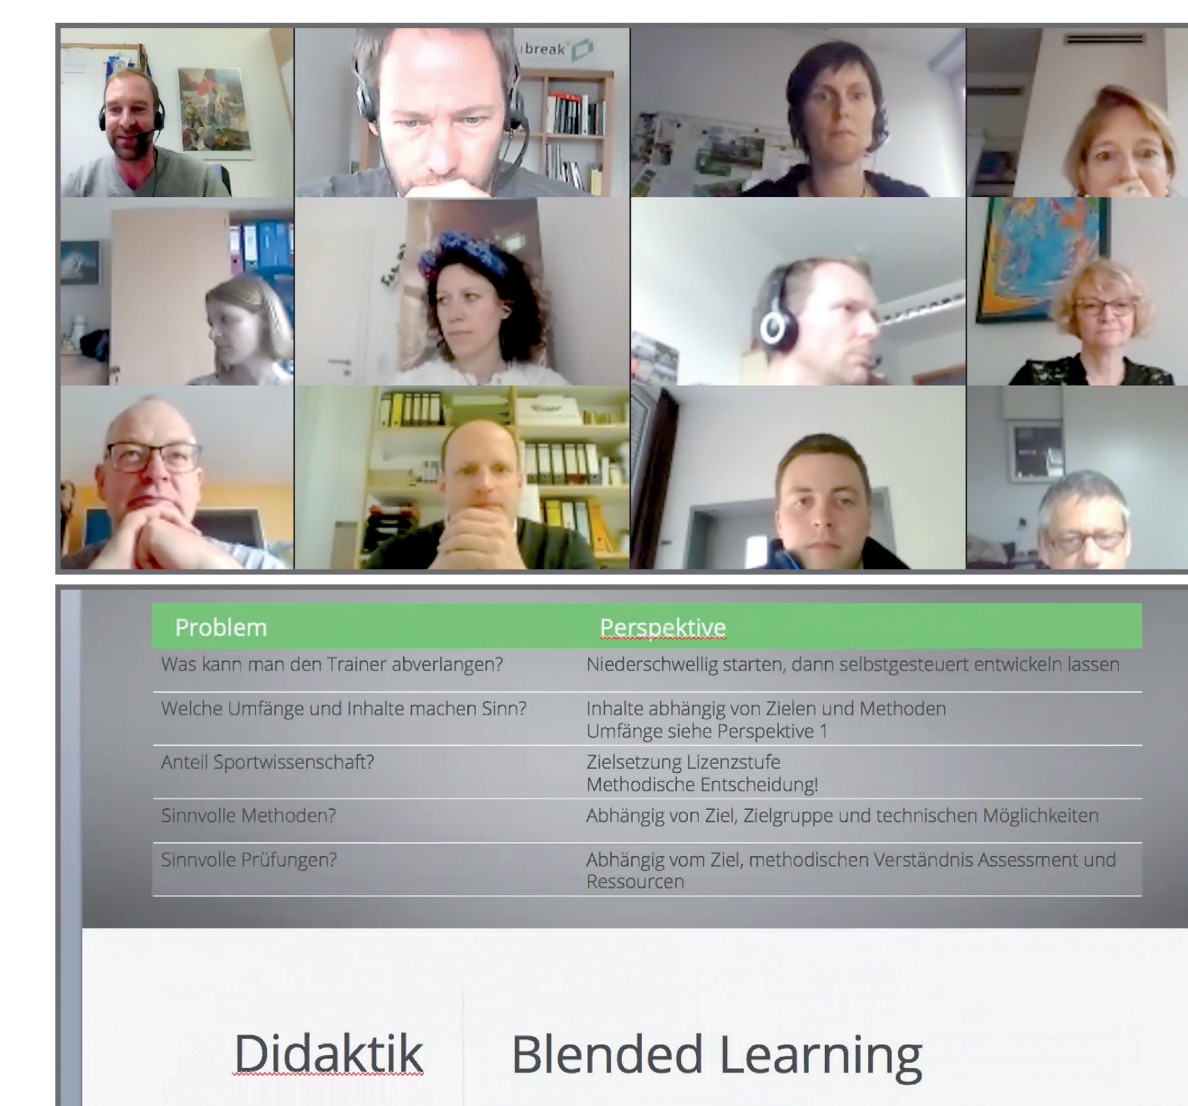 ubreak
Problem
Perspektive
Was kann man den Trainer abverlangen?
Niederschwellig starten, dann selbstgesteuert entwickeln lassen
Welche Umfänge und Inhalte machen Sinn?
Inhalte abhängig von Zielen und Methoden
Umfänge siehe Perspektive 1
Anteil Sportwissenschaft?
Zielsetzung Lizenzstufe
Methodische Entscheidung!
Sinnvolle Methoden?
Abhängig von Ziel, Zielgruppe und technischen Möglichkeiten
Sinnvolle Prüfungen?
Abhängig vom Ziel, methodischen Verständnis Assessment und
Ressourcen
Didaktik
Blended Learning